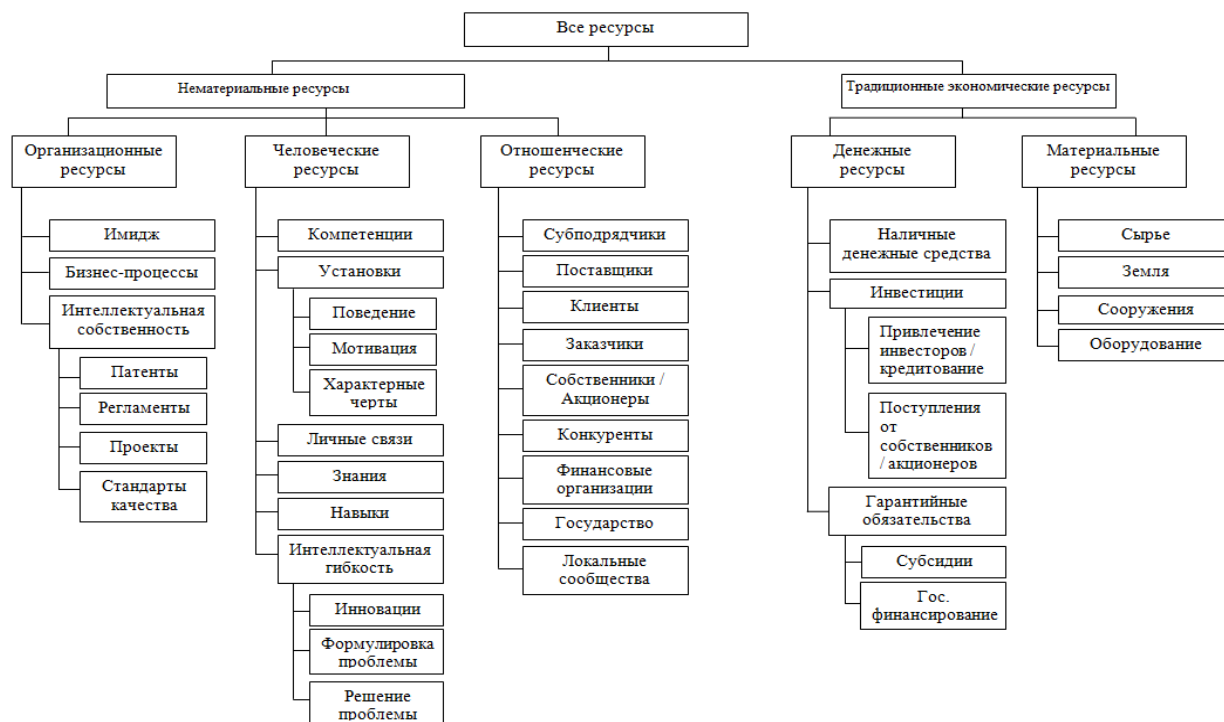 Все ресурсы
Нематериальные ресурсы
Традиционные экономические ресурсы
Организационные
ресурсы
Человеческие
ресурсы
Отношенческие
ресурсы
Денежные
ресурсы
Материальные
ресурсы
Имидж
Бизнес-процессы
Интеллектуальная
собственность
Патенты
Регламенты
Проекты
Стандарты
качества
Компетенции
Установки
Поведение
Мотивация
Характерные
черты
Личные связи
Знания
Навыки
Интеллектуальная
гибкость
Инновации
Формулировка
проблемы
Решение
проблемы
Субподрядчики
Поставщики
Клиенты
Заказчики
Собственники /
Акционеры
Конкуренты
Финансовые
организации
Государство
Локальные
сообщества
Наличные
денежные средства
Инвестиции
Привлечение
инвесторов /
кредитование
Поступления
от
собственников
/ акционеров
Гарантийные
обязательства
Субсидии
Гос.
финансирование
Сырье
Земля
Сооружения
Оборудование